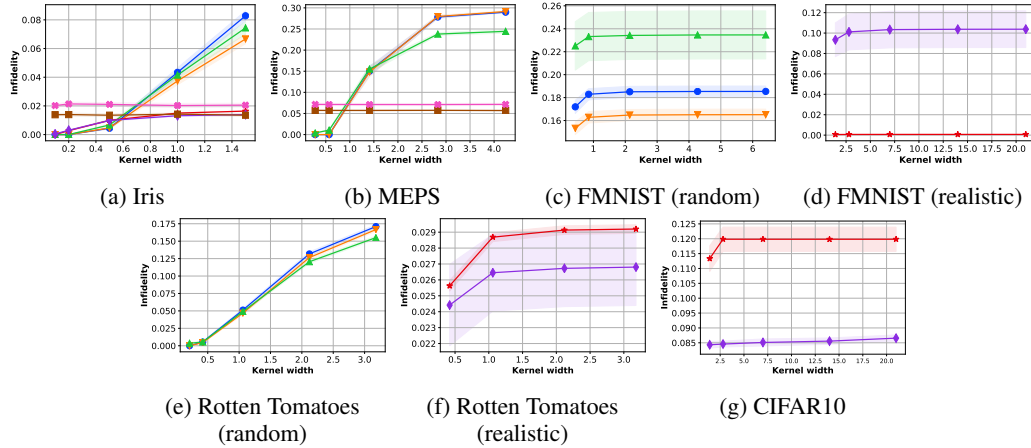 0.08
0.06
0.04
0.02
0.00
Infidelity
0.2 0.4 0.6 0.8 1.0 1.2 1.4
Kernel width
(a) Iris
0.30
0.25
0.20
0.15
0.10
0.05
0.00
Infidelity
0.5 1.0 1.5 2.0 2.5 3.0 3.5 4.0
Kernel width
(b) MEPS
0.26
0.24
0.22
0.20
0.18
0.16
Infidelity
1 2 3 4 5 6
Kernel width
(c) FMNIST (random)
0.12
0.10
0.08
0.06
0.04
0.02
0.00
Infidelity
2.5 5.0 7.5 10.0 12.5 15.0 17.5 20.0
Kernel width
(d) FMNIST (realistic)
0.175
0.150
0.125
0.100
0.075
0.050
0.025
0.000
Infidelity
0.5 1.0 1.5 2.0 2.5 3.0
Kernel width
(e) Rotten Tomatoes
(random)
0.029
0.028
0.027
0.026
0.025
0.024
0.023
0.022
Infidelity
0.5 1.0 1.5 2.0 2.5 3.0
Kernel width
(f) Rotten Tomatoes
(realistic)
0.120
0.115
0.110
0.105
0.100
0.095
0.090
0.085
Infidelity
2.5 5.0 7.5 10.0 12.5 15.0 17.5 20.0
Kernel width
(g) CIFAR10